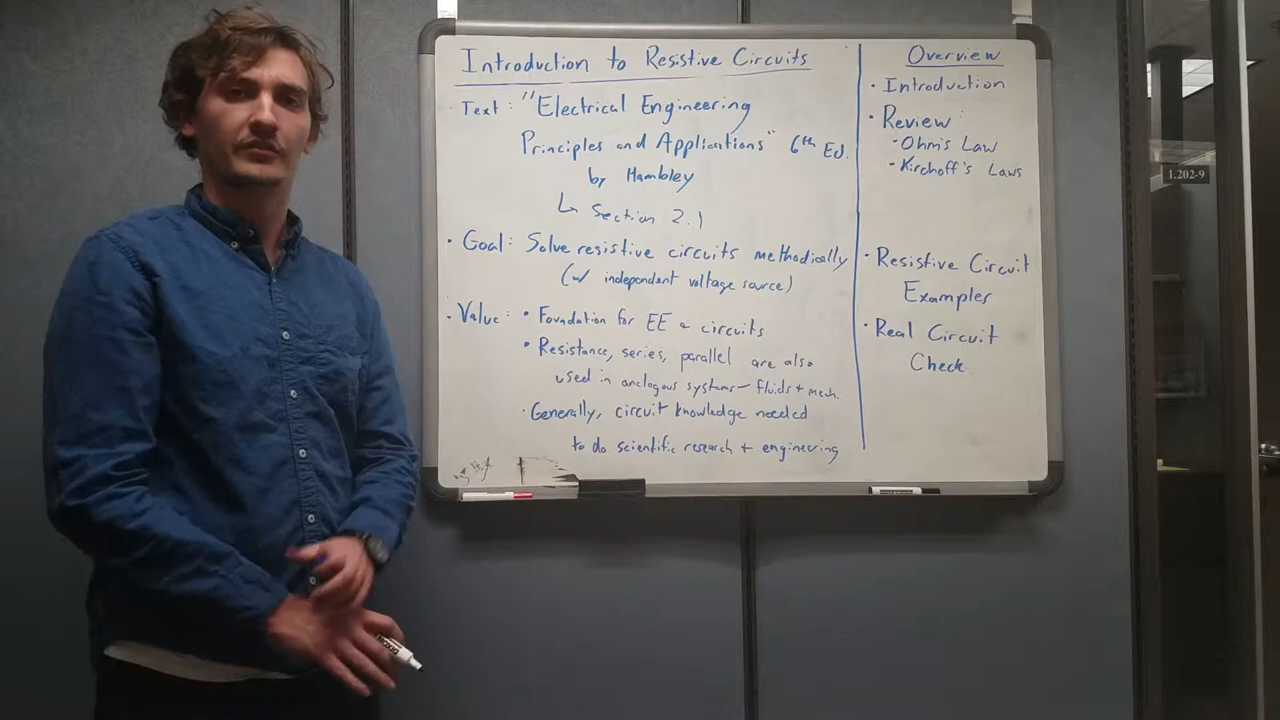 Introduction to Resistive Circuits
· Text: "Electrical Engineering
Principles and Applications" 6th Ed.
by Hambley
↳ Section 2.1
· Goal: Solve resistive circuits methodically
(w/ independent voltage source)
· Value: • Foundation for EE & circuits
• Resistance, series, parallel are also
used in analogous systems – fluids + mech.
· Generally, circuit knowledge needed
to do scientific research + engineering
Overview
· Introduction
· Review:
- Ohm's Law
- Kirchoff's Laws
· Resistive Circuit
Examples
· Real Circuit
Check
1.202-9